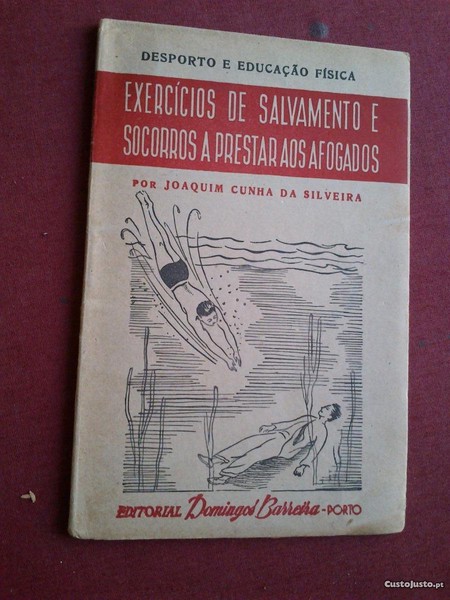 DESPORTO E EDUCAÇÃO FÍSICA
EXERCÍCIOS DE SALVAMENTO E
SOCORROS A PRESTAR AOS AFOGADOS
POR JOAQUIM CUNHA DA SILVEIRA
EDITORIAL Domingos Barreira - PORTO
CustoJusto.pt